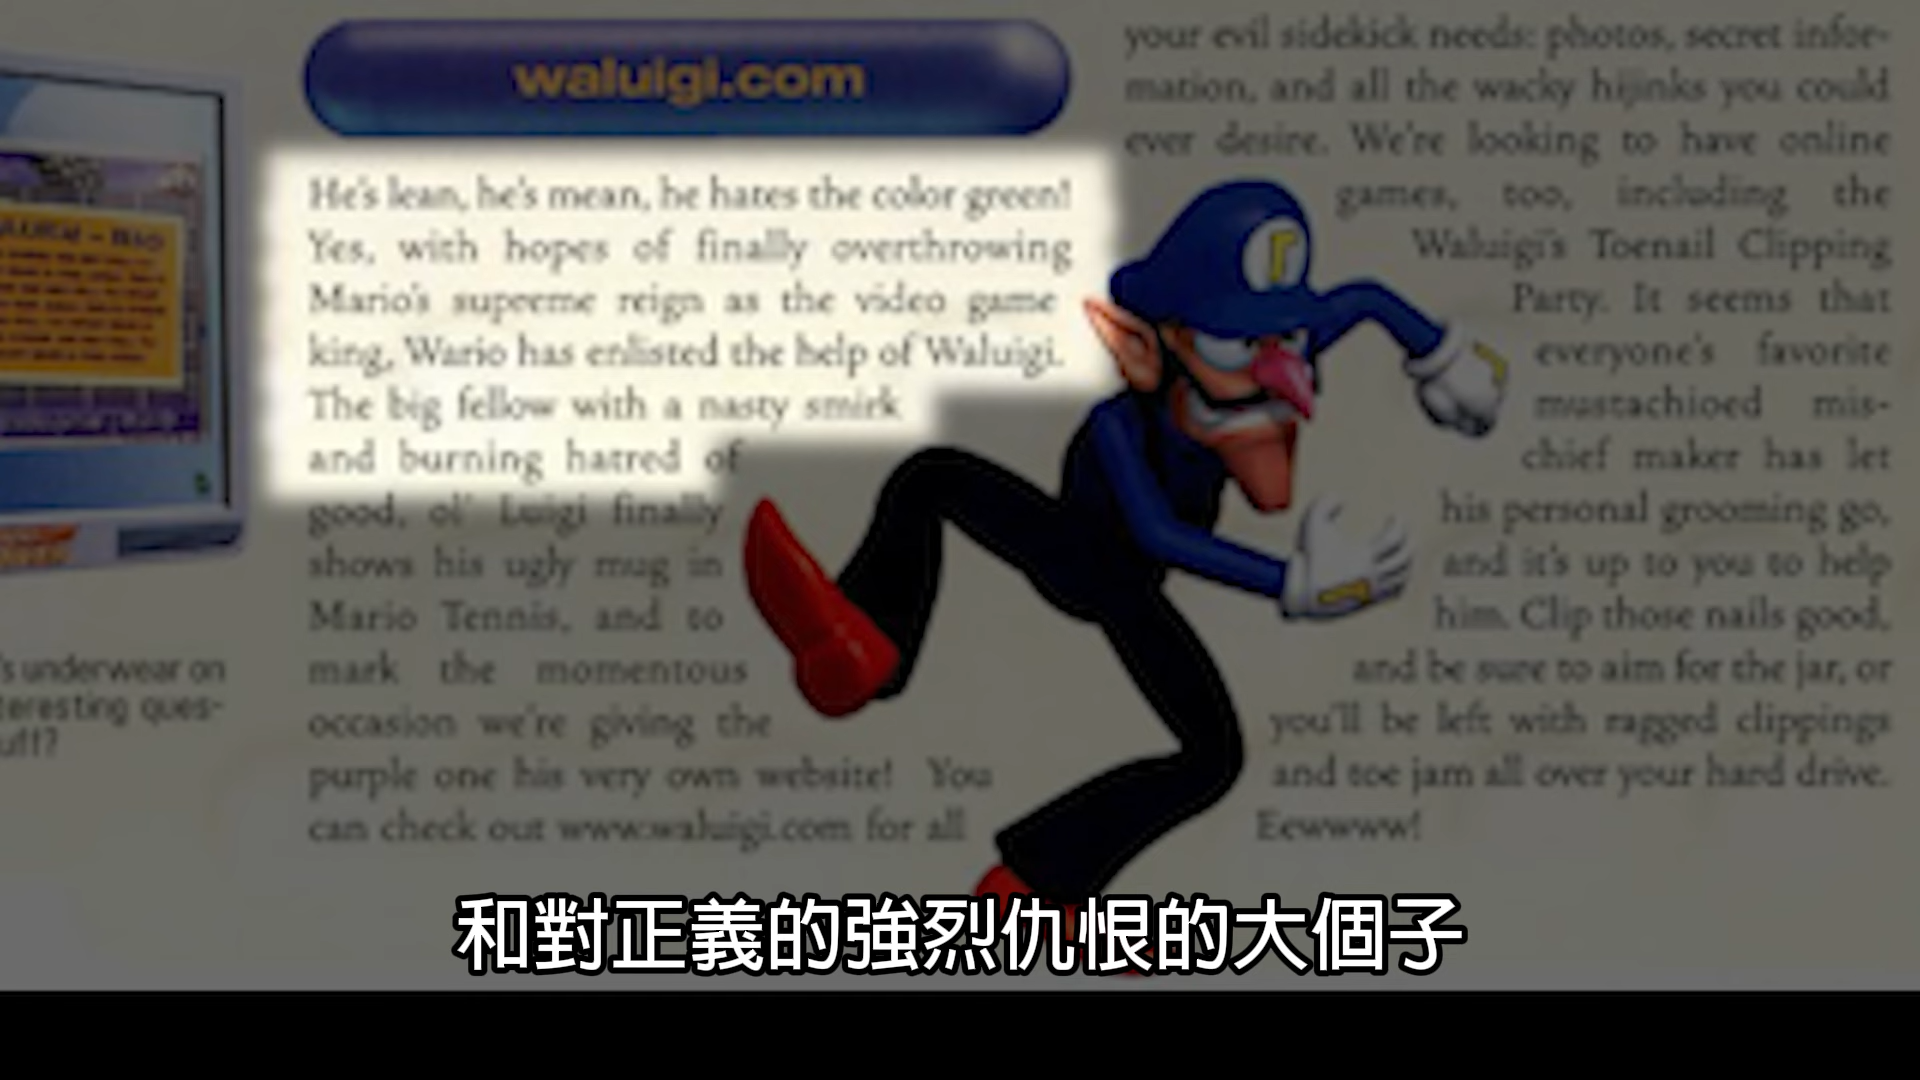 waluigi.com
He's lean, he's mean, he hates the color green!
Yes, with hopes of finally overthrowing
Mario's supreme reign as the video game
king, Wario has enlisted the help of Waluigi.
The big fellow with a nasty smirk
and burning hatred of
good, ol' Luigi finally
shows his ugly mug in
Mario Tennis, and to
mark the momentous
occasion we're giving the
purple one his very own website! You
can check out www.waluigi.com for all
your evil sidekick needs: photos, secret infor-
mation, and all the wacky hijinks you could
ever desire. We're looking to have online
games, too, including the
Waluigi's Toenail Clipping
Party. It seems that
everyone's favorite
mustachioed mis-
chief maker has let
his personal grooming go,
and it's up to you to help
him. Clip those nails good,
and be sure to aim for the jar, or
you'll be left with ragged clippings
and toe jam all over your hard drive.
Eewwww!
's underwear on
teresting ques-
uff?
和對正義的強烈仇恨的大個子